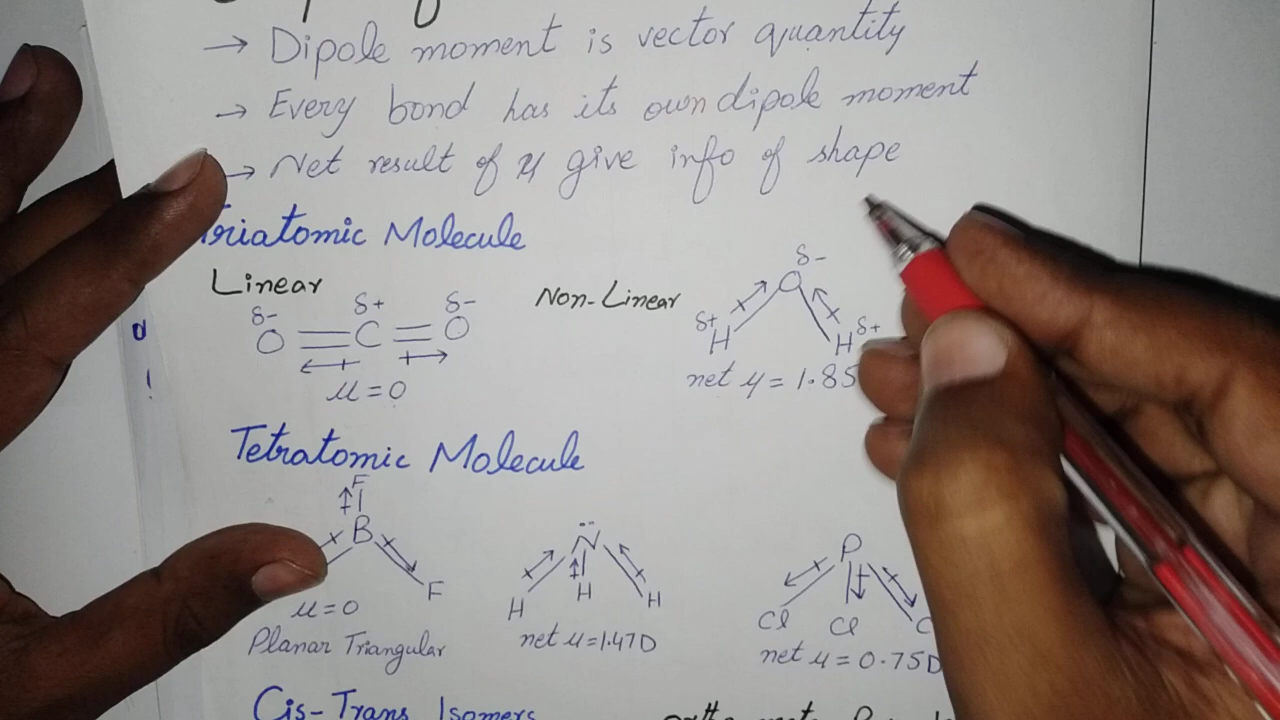 → Dipole moment is vector quantity
→ Every bond has its own dipole moment
→ Net result of μ give info of shape
Triatomic Molecule
Linear
Non-Linear
δ- δ+ δ-
O = C = O
μ = 0
δ-
O
δ+ H H δ+
net μ = 1.85
Tetratomic Molecule
F
B
F
μ = 0
Planar Triangular
N
H H H
net μ = 1.47D
P
Cl Cl C
net μ = 0.75D
Cis-Trans Isomers